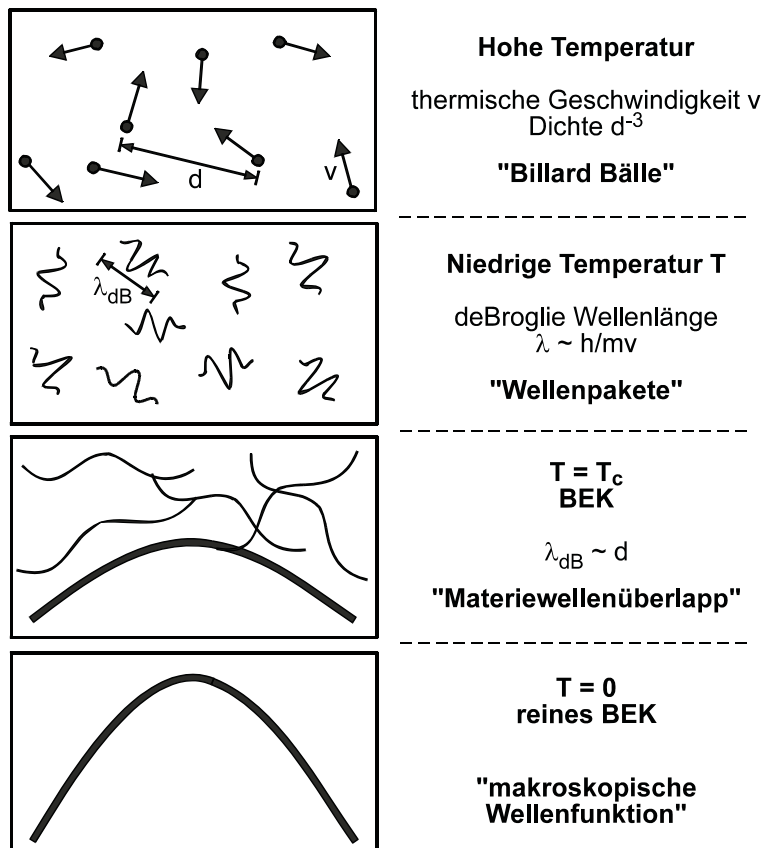 d
v
Hohe Temperatur
thermische Geschwindigkeit v
Dichte d⁻³
"Billard Bälle"
λdB
Niedrige Temperatur T
deBroglie Wellenlänge
λ ~ h/mv
"Wellenpakete"
T = Tc
BEK
λdB ~ d
"Materiewellenüberlapp"
T = 0
reines BEK
"makroskopische
Wellenfunktion"